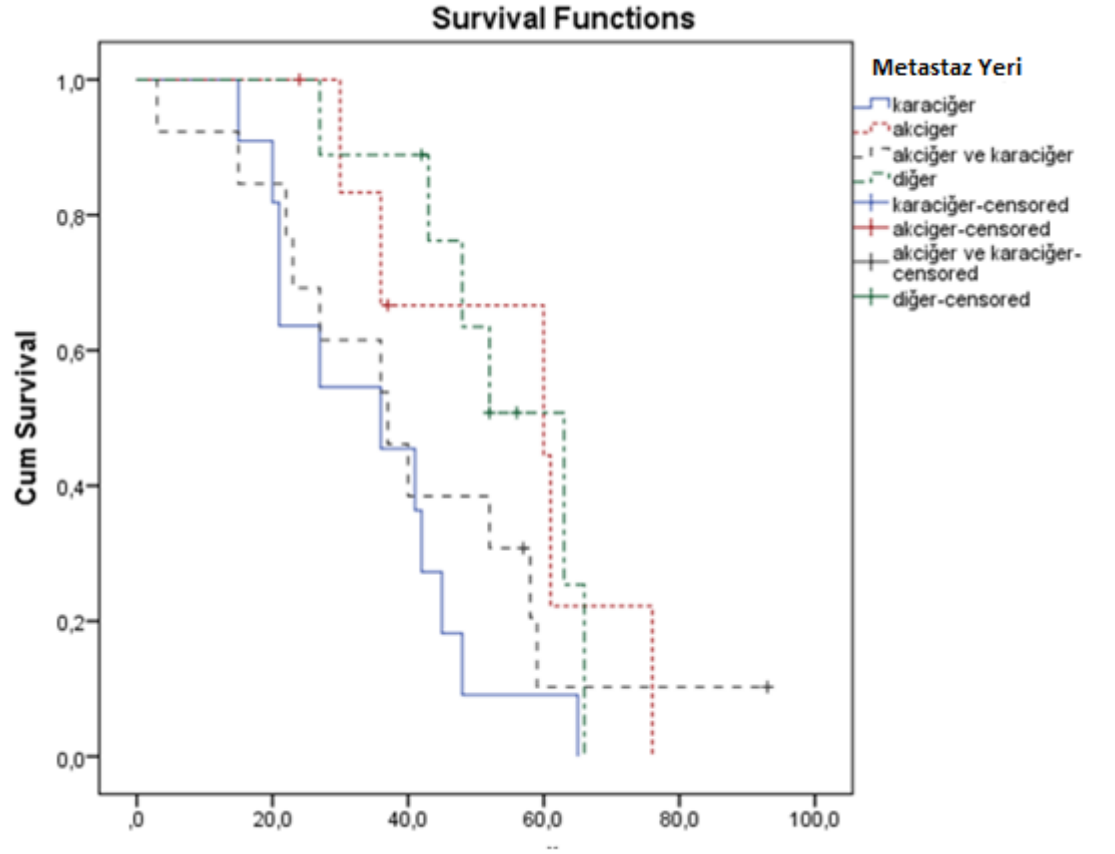 Survival Functions
Metastaz Yeri
karaciğer
akciger
akciğer ve karaciğer
diğer
karaciğer-censored
akciger-censored
akciğer ve karaciğer-
censored
diğer-censored
Cum Survival
1,0
0,8
0,6
0,4
0,2
0,0
,0 20,0 40,0 60,0 80,0 100,0